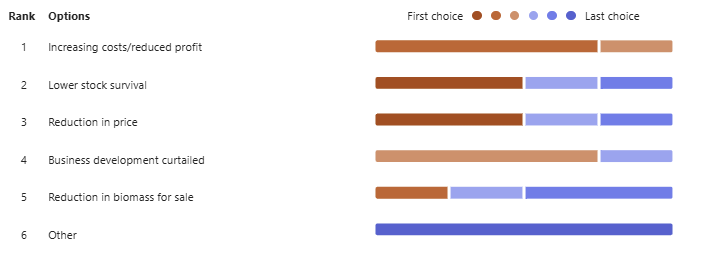 Rank Options First choice Last choice
1 Increasing costs/reduced profit
2 Lower stock survival
3 Reduction in price
4 Business development curtailed
5 Reduction in biomass for sale
6 Other